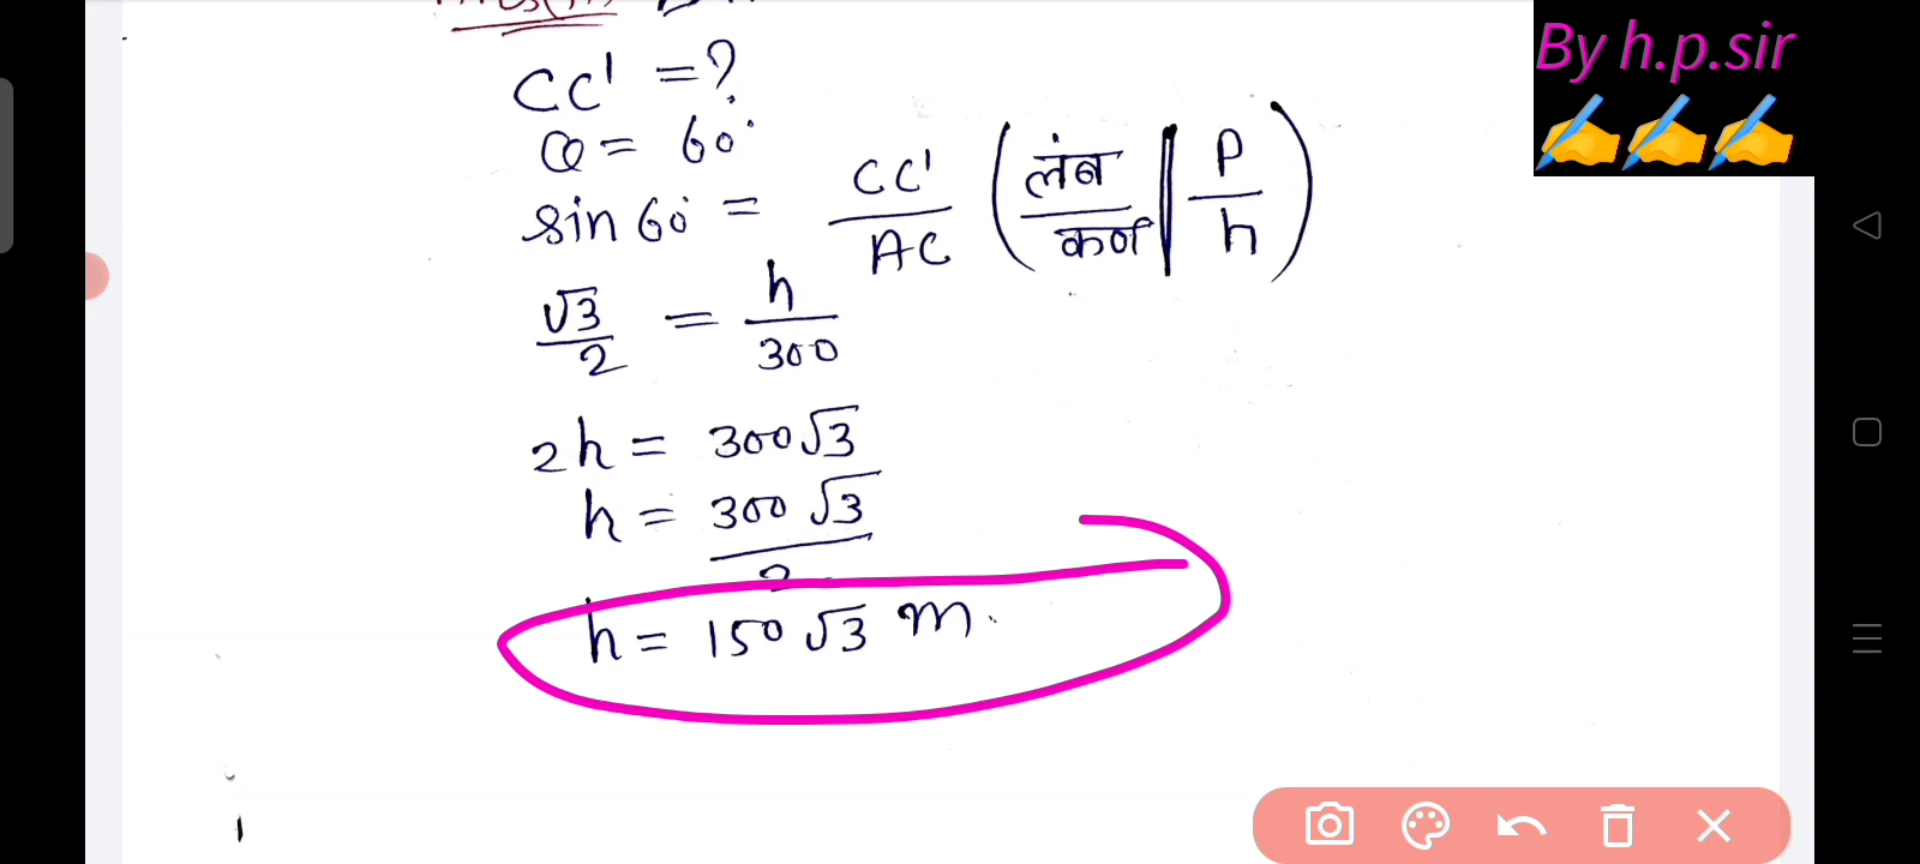 CC' = ?
Q = 60°
sin 60° = CC'/AC (लंब/कर्ण | P/h)
√3/2 = h/300
2h = 300√3
h = 300√3/2
h = 150√3 m.
By h.p.sir